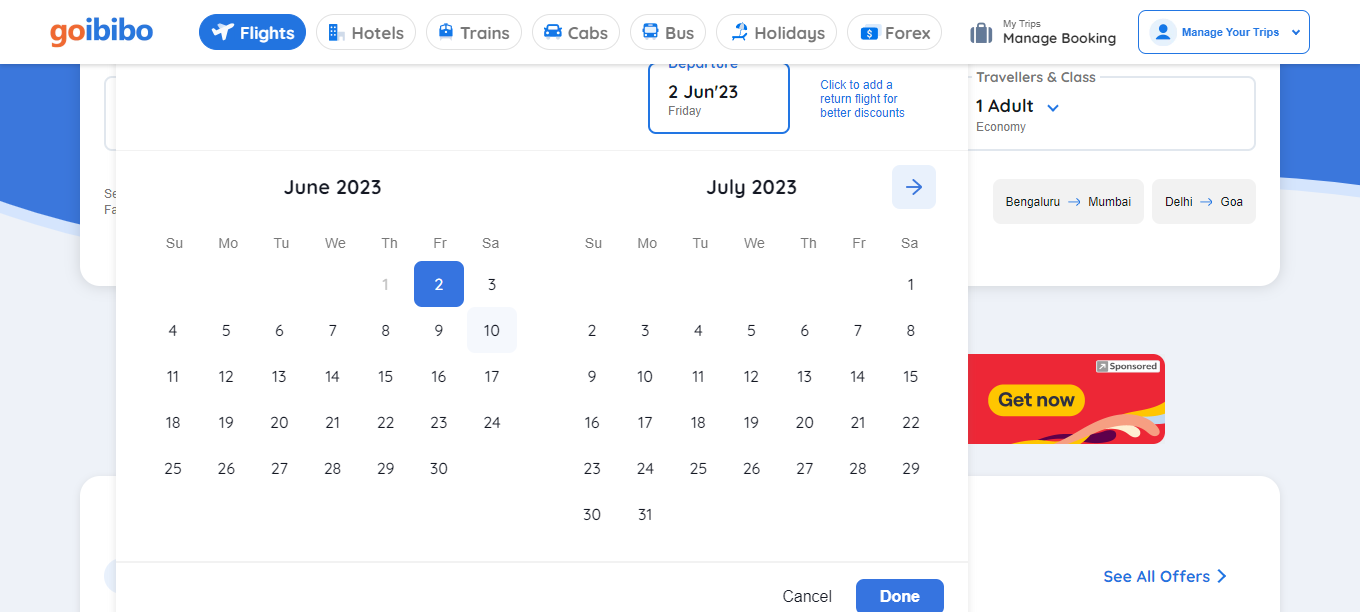 goibibo
Flights
Hotels
Trains
Cabs
Bus
Holidays
Forex
My Trips
Manage Booking
Manage Your Trips
Departure
2 Jun'23
Friday
Click to add a
return flight for
better discounts
Travellers & Class
1 Adult
Economy
Se
Fa
Bengaluru → Mumbai
Delhi → Goa
June 2023
Su Mo Tu We Th Fr Sa
1 2 3
4 5 6 7 8 9 10
11 12 13 14 15 16 17
18 19 20 21 22 23 24
25 26 27 28 29 30
July 2023
Su Mo Tu We Th Fr Sa
1
2 3 4 5 6 7 8
9 10 11 12 13 14 15
16 17 18 19 20 21 22
23 24 25 26 27 28 29
30 31
Sponsored
Get now
See All Offers
Cancel
Done